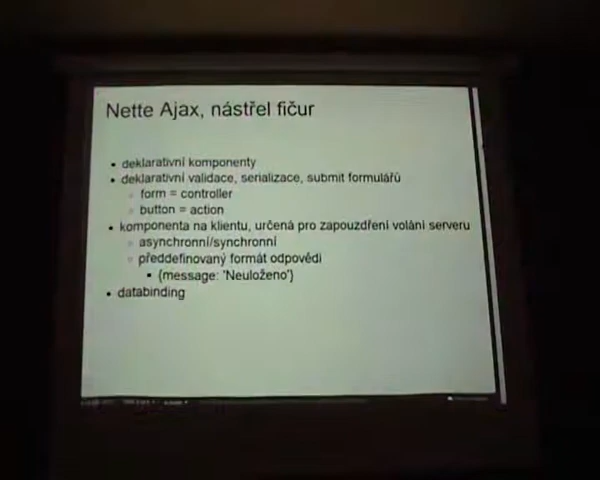 Nette Ajax, nástřel fičur
deklarativní komponenty
deklarativní validace, serializace, submit formulářů
form = controller
button = action
komponenta na klientu, určená pro zapouzdření volání serveru
asynchronní/synchronní
předdefinovaný formát odpovědi
{message: 'Neuloženo'}
databinding